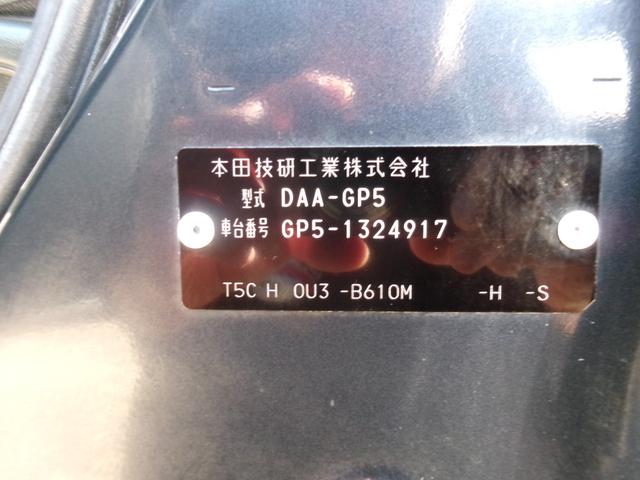 本田技研工業株式会社
型式 DAA-GP5
車台番号 GP5-1324917
T5C H 0U3 -B610M -H -S